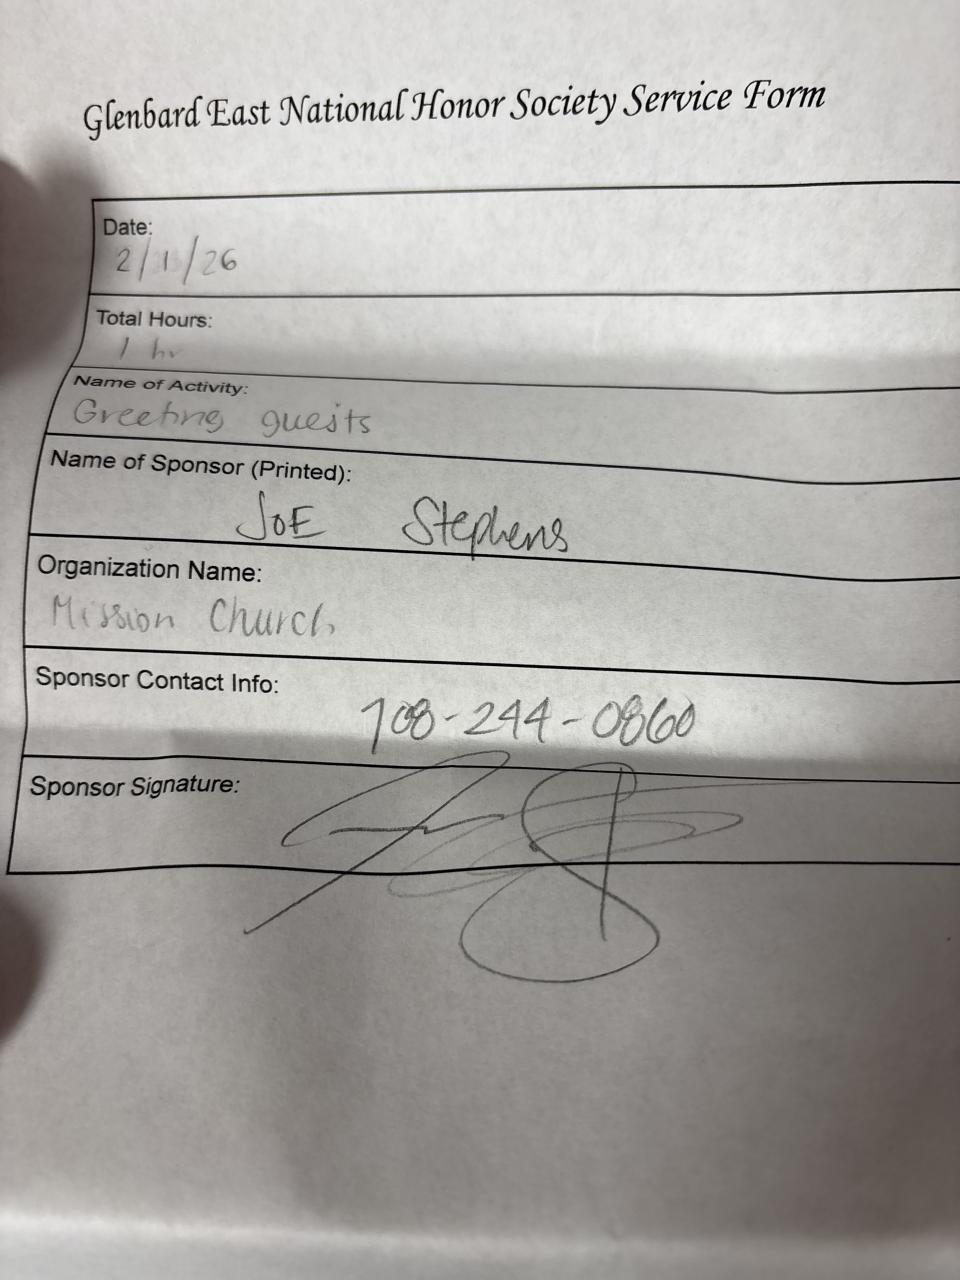 Glenbard East National Honor Society Service Form
Date:
2/1/26
Total Hours:
1 hr
Name of Activity:
Greeting guests
Name of Sponsor (Printed):
JOE Stephens
Organization Name:
Mission Church
Sponsor Contact Info:
708-244-0860
Sponsor Signature: